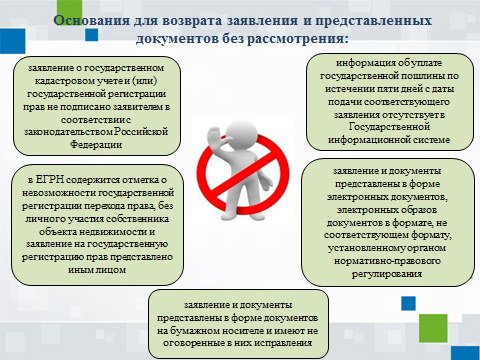 Основания для возврата заявления и представленных
документов без рассмотрения:
заявление о государственном
кадастровом учете и (или)
государственной регистрации
прав не подписано заявителем в
соответствии с
законодательством Российской
Федерации
информация об уплате
государственной пошлины по
истечении пяти дней с даты
подачи соответствующего
заявления отсутствует в
Государственной
информационной системе
в ЕГРН содержится отметка о
невозможности государственной
регистрации перехода права, без
личного участия собственника
объекта недвижимости и
заявление на государственную
регистрацию прав представлено
иным лицом
заявление и документы
представлены в форме
электронных документов,
электронных образов
документов в формате, не
соответствующем формату,
установленному органом
нормативно-правового
регулирования
заявление и документы
представлены в форме документов
на бумажном носителе и имеют не
оговоренные в них исправления